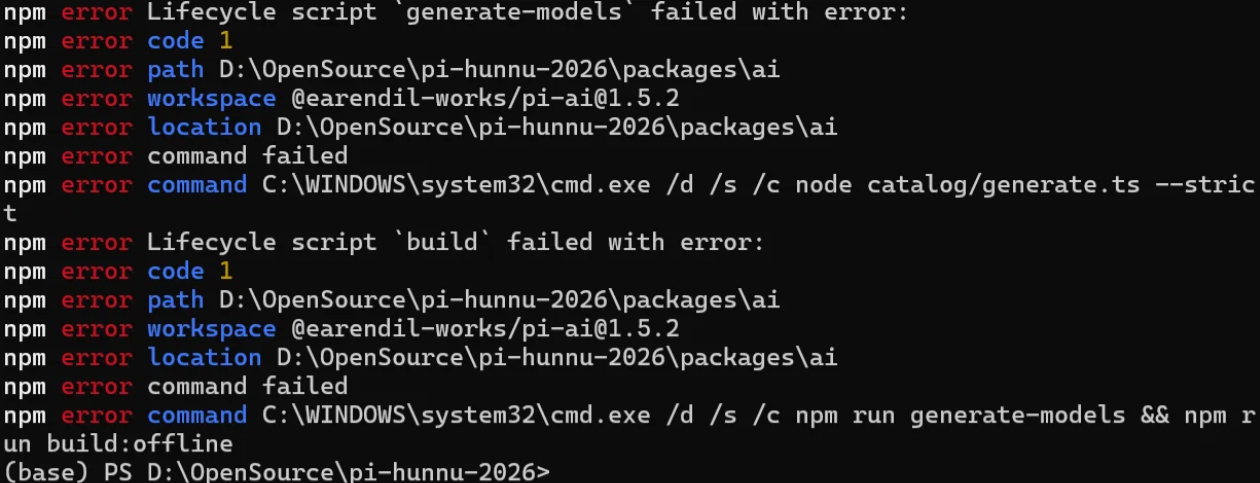 npm error Lifecycle script `generate-models` failed with error:
npm error code 1
npm error path D:\OpenSource\pi-hunnu-2026\packages\ai
npm error workspace @earendil-works/pi-ai@1.5.2
npm error location D:\OpenSource\pi-hunnu-2026\packages\ai
npm error command failed
npm error command C:\WINDOWS\system32\cmd.exe /d /s /c node catalog/generate.ts --stric
t
npm error Lifecycle script `build` failed with error:
npm error code 1
npm error path D:\OpenSource\pi-hunnu-2026\packages\ai
npm error workspace @earendil-works/pi-ai@1.5.2
npm error location D:\OpenSource\pi-hunnu-2026\packages\ai
npm error command failed
npm error command C:\WINDOWS\system32\cmd.exe /d /s /c npm run generate-models && npm r
un build:offline
(base) PS D:\OpenSource\pi-hunnu-2026>